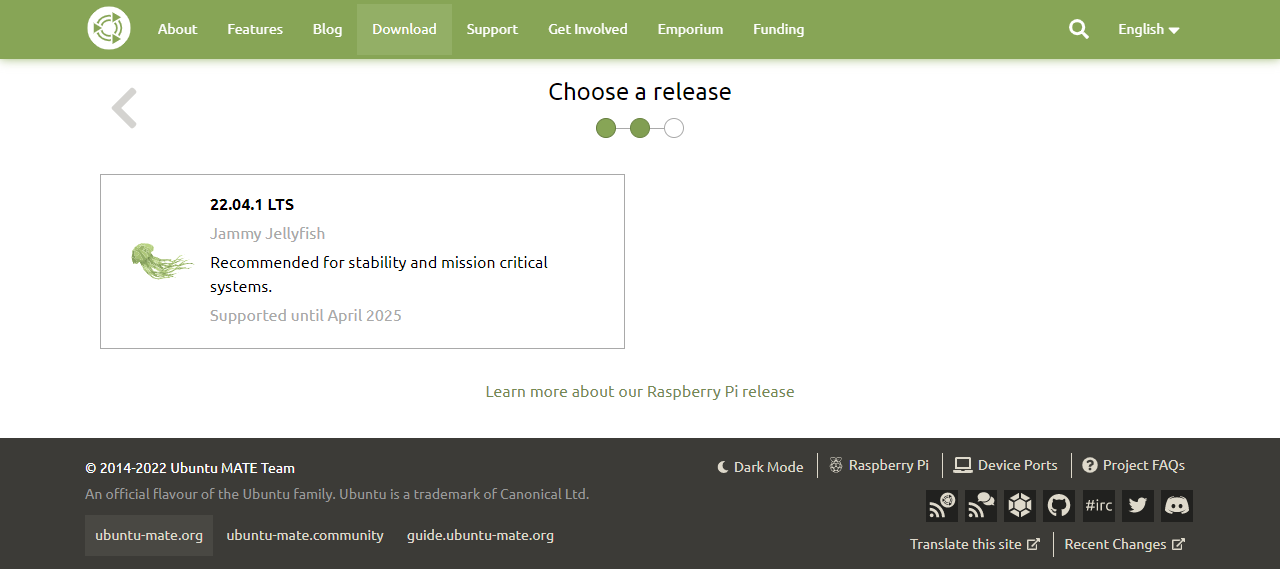 About Features Blog Download Support Get Involved Emporium Funding English
Choose a release
22.04.1 LTS
Jammy Jellyfish
Recommended for stability and mission critical
systems.
Supported until April 2025
Learn more about our Raspberry Pi release
© 2014-2022 Ubuntu MATE Team
An official flavour of the Ubuntu family. Ubuntu is a trademark of Canonical Ltd.
ubuntu-mate.org ubuntu-mate.community guide.ubuntu-mate.org
Dark Mode Raspberry Pi Device Ports Project FAQs
#irc
Translate this site Recent Changes